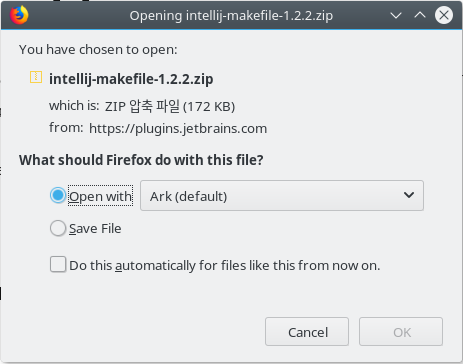 Opening intellij-makefile-1.2.2.zip
You have chosen to open:
intellij-makefile-1.2.2.zip
which is: ZIP 압축 파일 (172 KB)
from: https://plugins.jetbrains.com
What should Firefox do with this file?
Open with Ark (default)
Save File
Do this automatically for files like this from now on.
Cancel OK